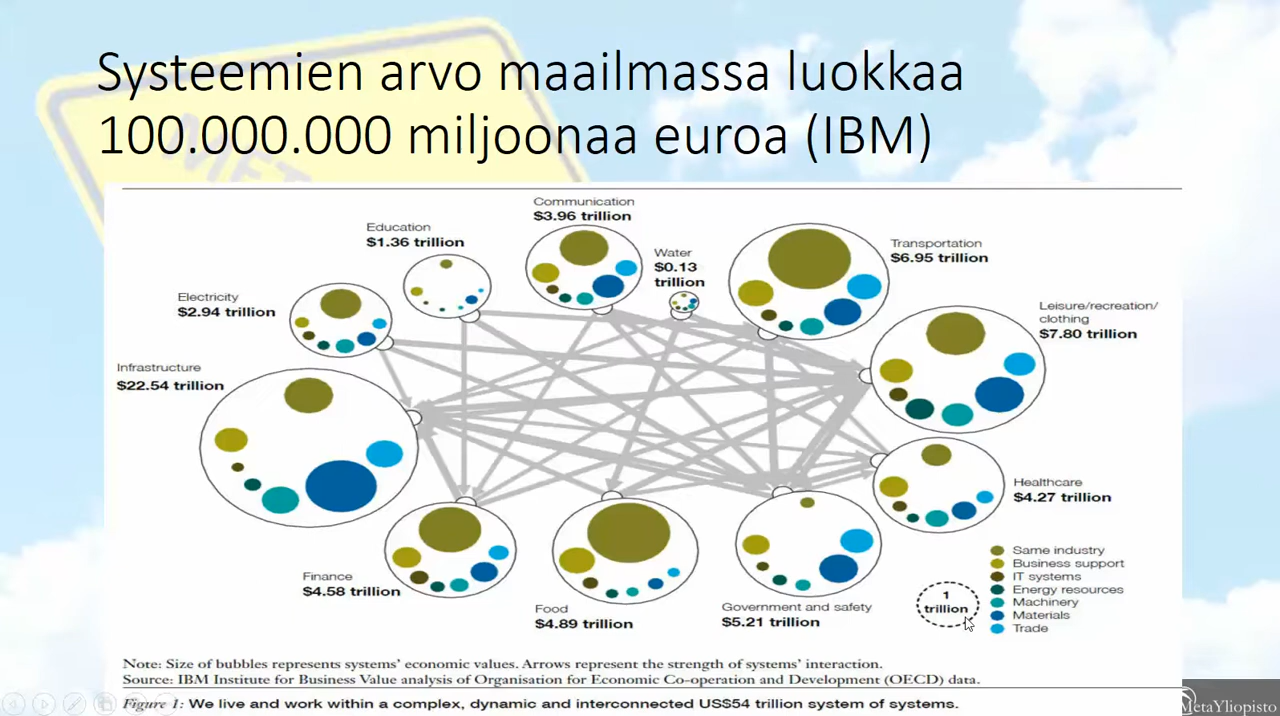 Systeemien arvo maailmassa luokkaa
100.000.000 miljoonaa euroa (IBM)
MET
Communication
$3.96 trillion
Education
$1.36 trillion
Water
$0.13
trillion
Transportation
$6.95 trillion
Electricity
$2.94 trillion
Leisure/recreation/
clothing
$7.80 trillion
Infrastructure
$22.54 trillion
Healthcare
$4.27 trillion
Finance
$4.58 trillion
Food
$4.89 trillion
Government and safety
$5.21 trillion
1
trillion
Same industry
Business support
IT systems
Energy resources
Machinery
Materials
Trade
Note: Size of bubbles represents systems' economic values. Arrows represent the strength of systems' interaction.
Source: IBM Institute for Business Value analysis of Organisation for Economic Co-operation and Development (OECD) data.
Figure 1: We live and work within a complex, dynamic and interconnected US$54 trillion system of systems.
MetaYliopisto